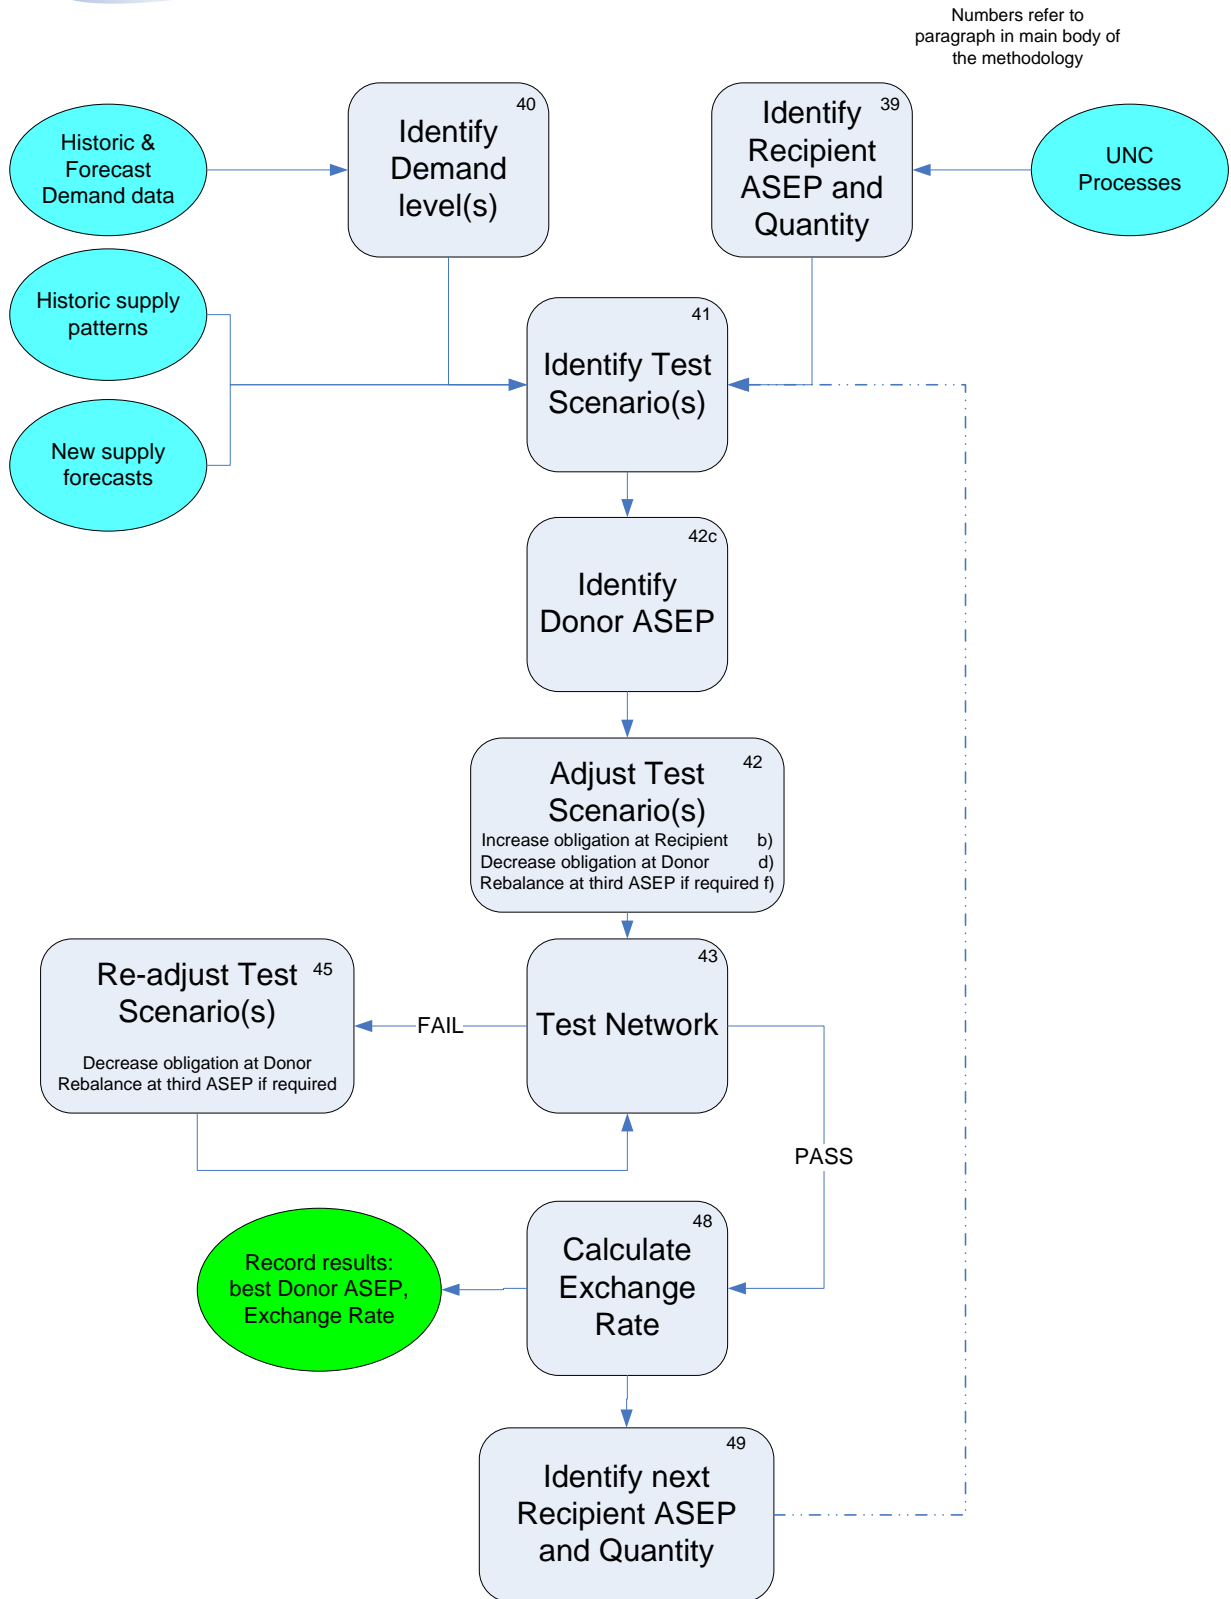 Numbers refer to
paragraph in main body of
the methodology
Historic &
Forecast
Demand data
40
Identify
Demand
level(s)
39
Identify
Recipient
ASEP and
Quantity
UNC
Processes
Historic supply
patterns
New supply
forecasts
41
Identify Test
Scenario(s)
42c
Identify
Donor ASEP
42
Adjust Test
Scenario(s)
Increase obligation at Recipient b)
Decrease obligation at Donor d)
Rebalance at third ASEP if required f)
45
Re-adjust Test
Scenario(s)
Decrease obligation at Donor
Rebalance at third ASEP if required
FAIL
43
Test Network
PASS
Record results:
best Donor ASEP,
Exchange Rate
48
Calculate
Exchange
Rate
49
Identify next
Recipient ASEP
and Quantity